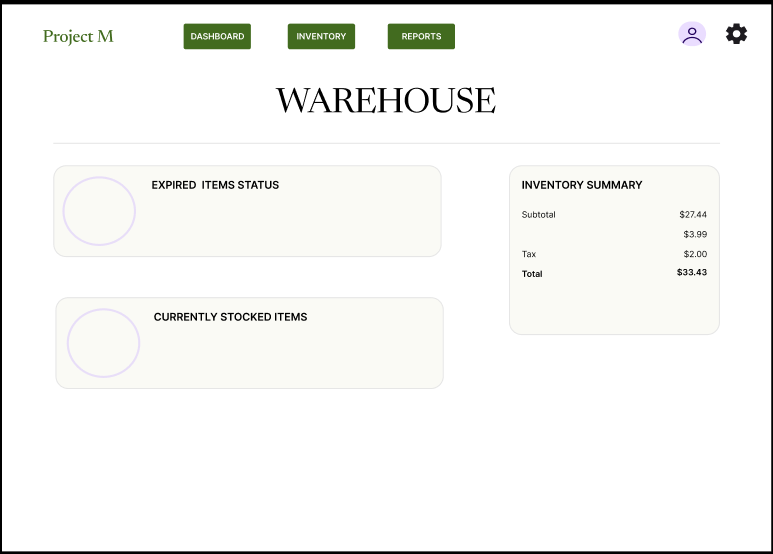 Project M
DASHBOARD
INVENTORY
REPORTS
WAREHOUSE
EXPIRED  ITEMS STATUS
CURRENTLY STOCKED ITEMS
INVENTORY SUMMARY
Subtotal $27.44
$3.99
Tax $2.00
Total $33.43